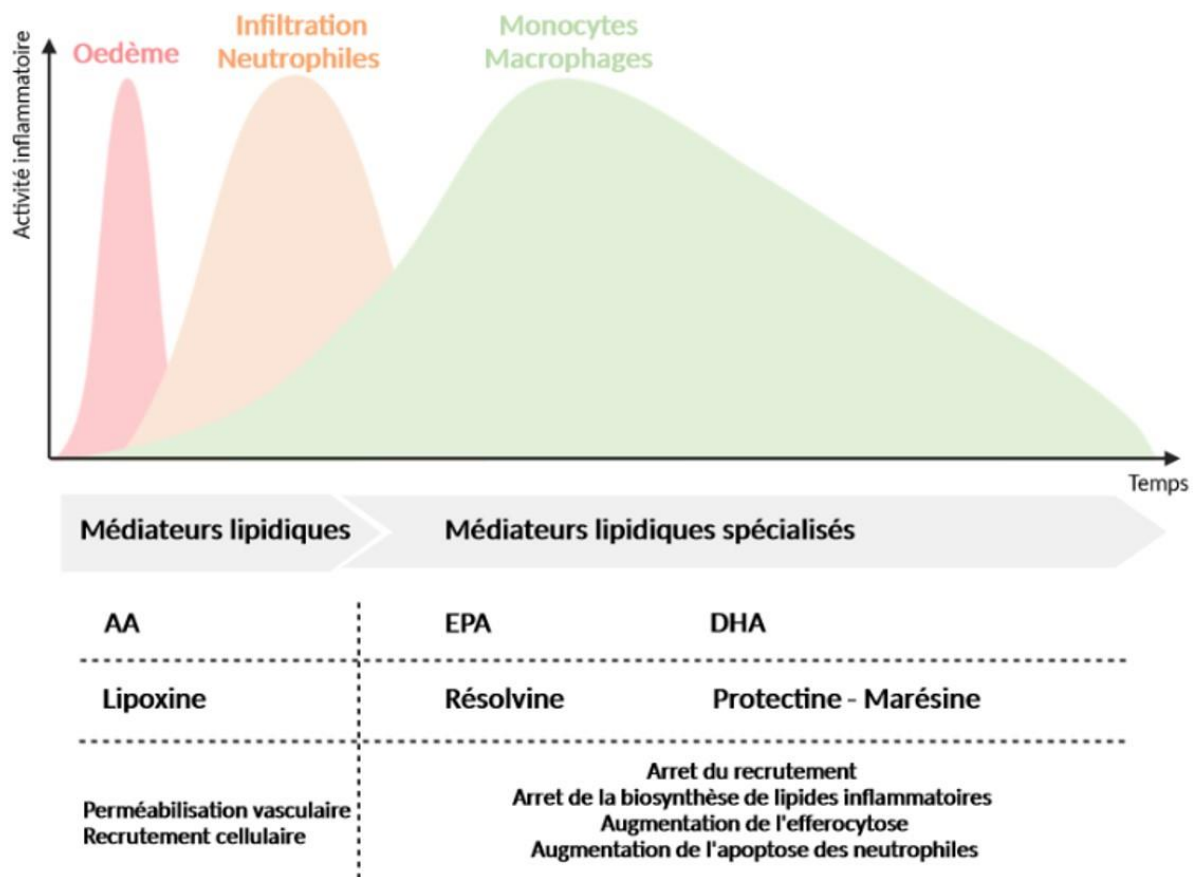 Activité inflammatoire
Oedème
Infiltration
Neutrophiles
Monocytes
Macrophages
Temps
Médiateurs lipidiques
Médiateurs lipidiques spécialisés
AA
EPA
DHA
Lipoxine
Résolvine
Protectine - Marésine
Perméabilisation vasculaire
Recrutement cellulaire
Arret du recrutement
Arret de la biosynthèse de lipides inflammatoires
Augmentation de l'efferocytose
Augmentation de l'apoptose des neutrophiles